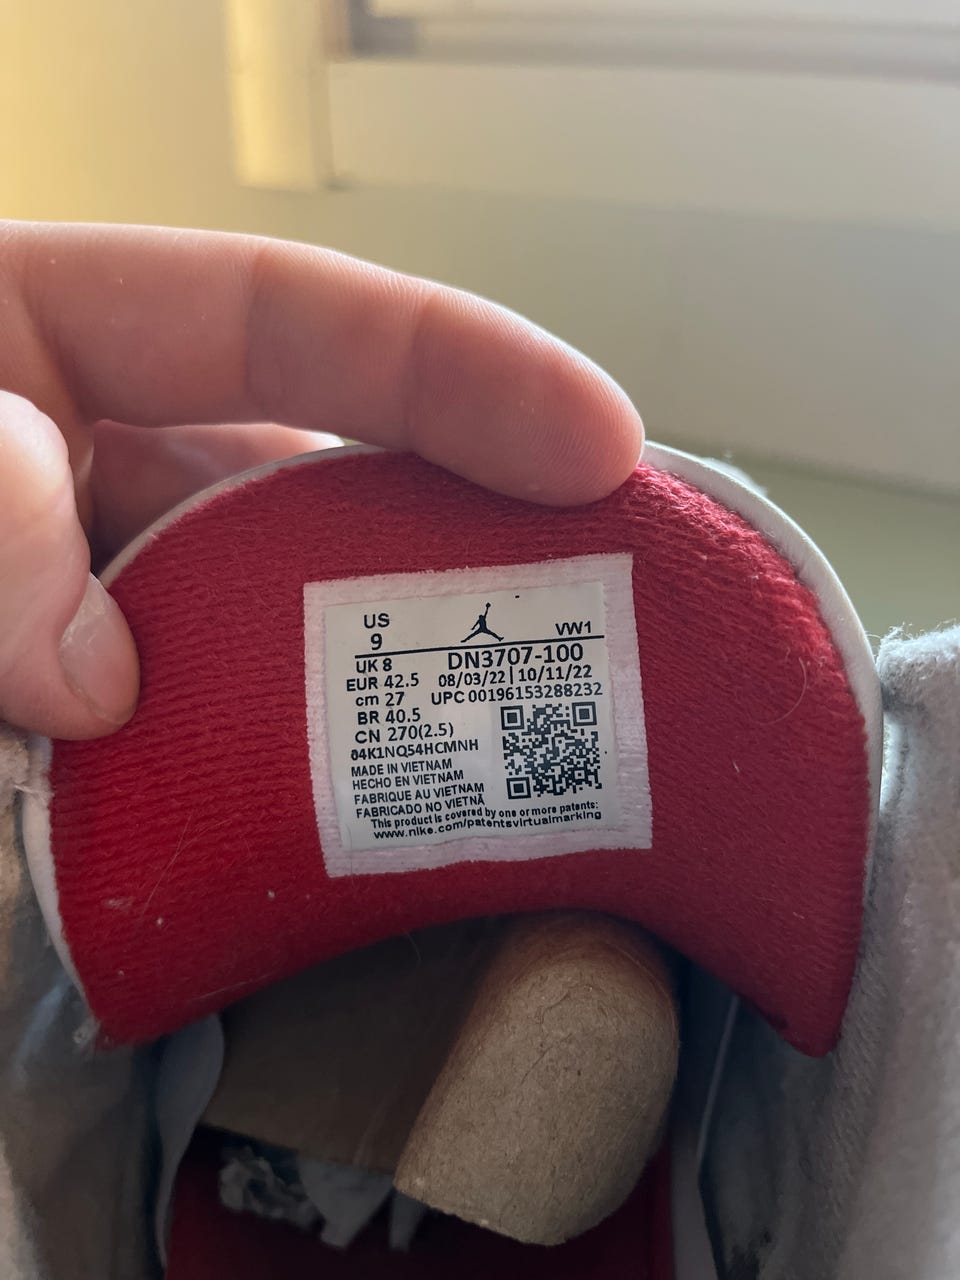 US
9
VW1
UK 8
DN3707-100
EUR 42.5
08/03/22 | 10/11/22
cm 27
UPC 00196153288232
BR 40.5
CN 270(2.5)
04K1NQ54HCMNH
MADE IN VIETNAM
HECHO EN VIETNAM
FABRIQUE AU VIETNAM
FABRICADO NO VIETNÃ
This product is covered by one or more patents:
www.nike.com/patentsvirtualmarking